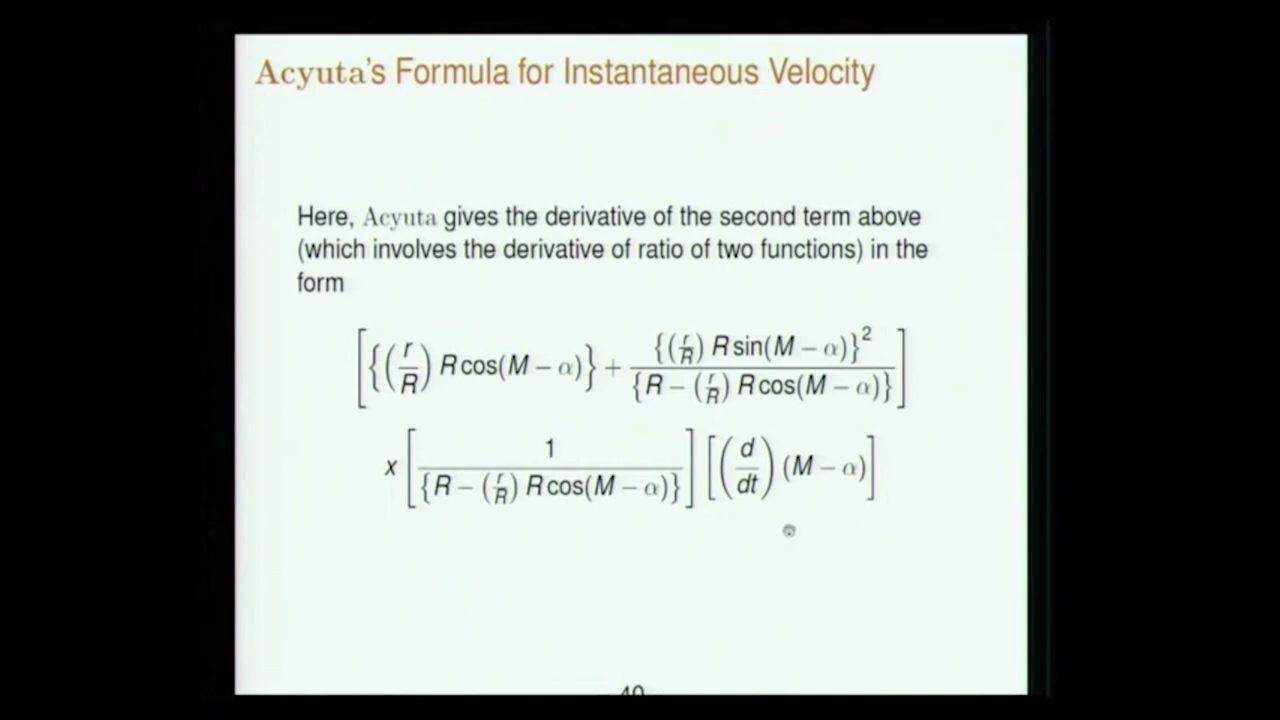 Acyuta's Formula for Instantaneous Velocity
Here, Acyuta gives the derivative of the second term above
(which involves the derivative of ratio of two functions) in the
form
[{(r/R) R cos(M − α)} + {(r/R) R sin(M − α)}² / {R − (r/R) R cos(M − α)}]
x [1 / {R − (r/R) R cos(M − α)}] [(d/dt) (M − α)]